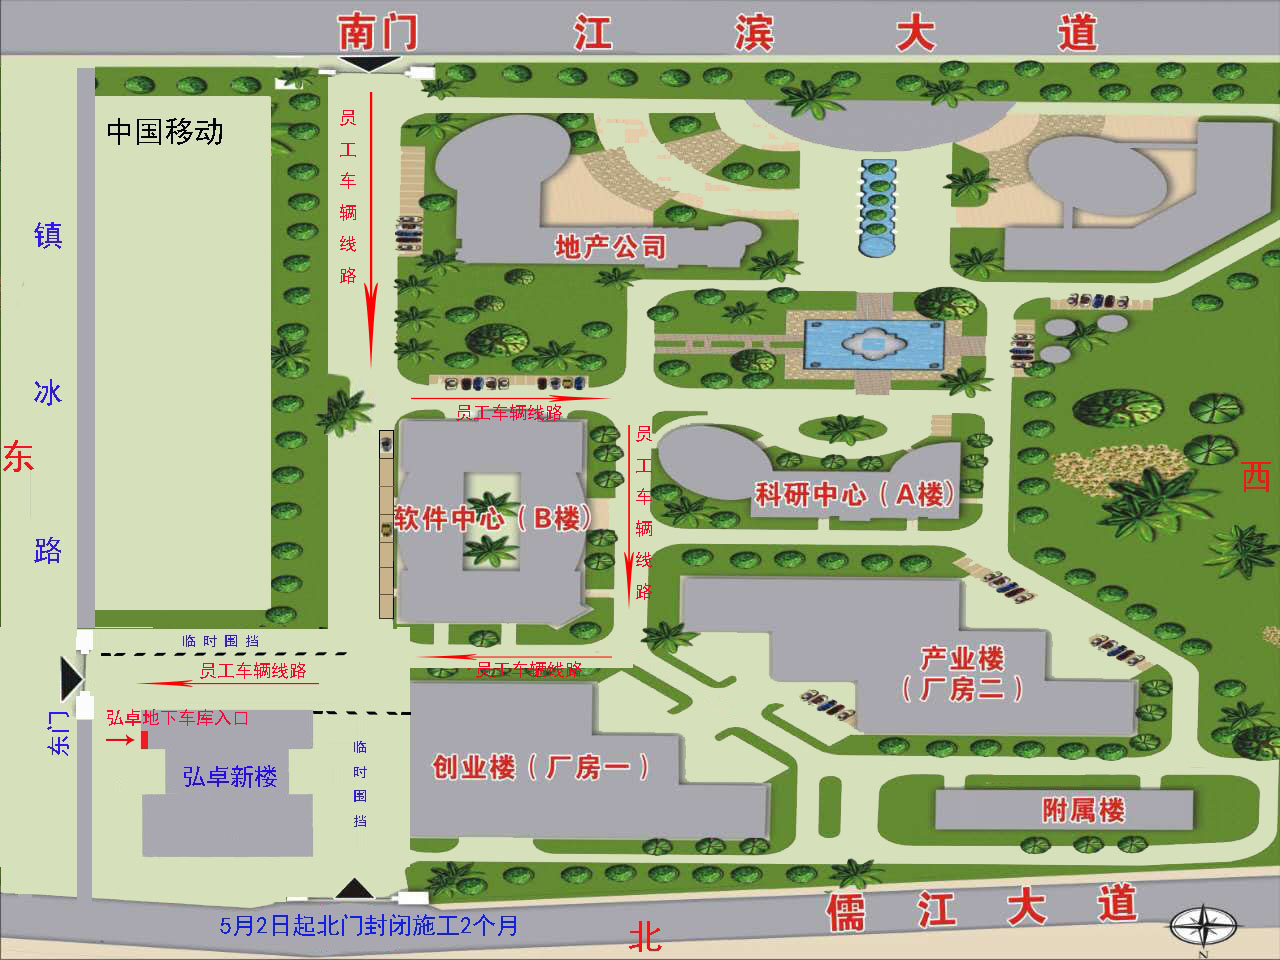 南门 江滨大道
中国移动
员工车辆线路
镇冰路
地产公司
员工车辆线路
员工车辆线路
东
西
科研中心（A楼）
软件中心（B楼）
临时围挡
员工车辆线路
员工车辆线路
产业楼
（厂房二）
东门
弘卓地下车库入口
弘卓新楼
临时围挡
创业楼（厂房一）
附属楼
儒江大道
5月2日起北门封闭施工2个月
北
N